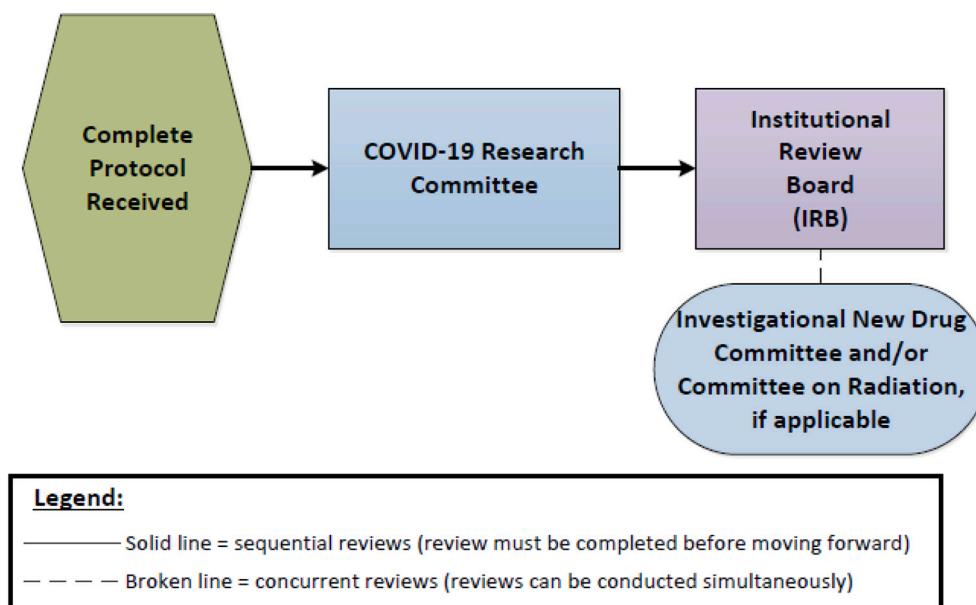 Complete
Protocol
Received
COVID-19 Research
Committee
Institutional
Review
Board
(IRB)
Investigational New Drug
Committee and/or
Committee on Radiation,
if applicable
Legend:
Solid line = sequential reviews (review must be completed before moving forward)
Broken line = concurrent reviews (reviews can be conducted simultaneously)